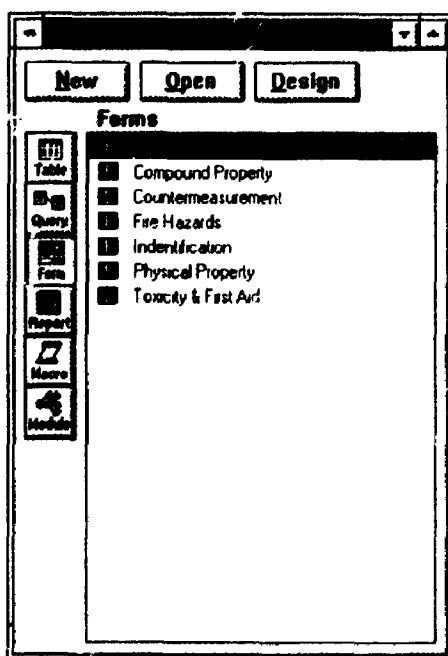 New Open Design
Forms
Table
Query
Form
Report
Macro
Module
Compound Property
Countermeasurement
Fire Hazards
Indentification
Physical Property
Toxicity & First Aid